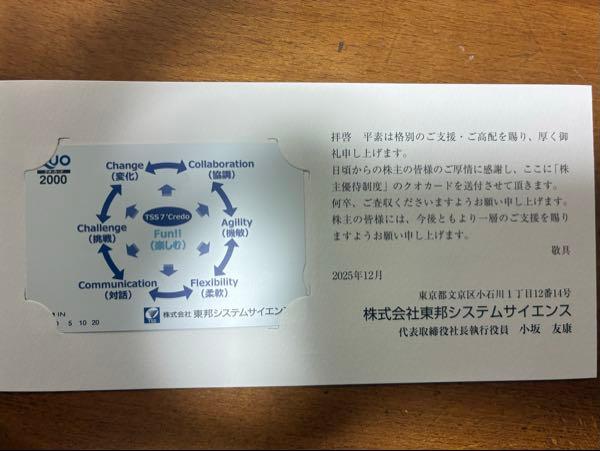 QUO
クオ・カード
2000
Change
(変化)
Collaboration
(協調)
TSS 7 'Credo
Fun!!
(楽しむ)
Challenge
(挑戦)
Agility
(機敏)
Communication
(対話)
Flexibility
(柔軟)
IN
0 5 10 20
TSS
株式会社 東邦システムサイエンス
拝啓　平素は格別のご支援・ご高配を賜り、厚く御
礼申し上げます。
日頃からの株主の皆様のご厚情に感謝し、ここに「株
主優待制度」のクオカードを送付させて頂きます。
何卒、ご査収くださいますようお願い申し上げます。
株主の皆様には、今後ともより一層のご支援を賜り
ますようお願い申し上げます。
敬具
2025年12月
東京都文京区小石川１丁目12番14号
株式会社東邦システムサイエンス
代表取締役社長執行役員　小坂　友康